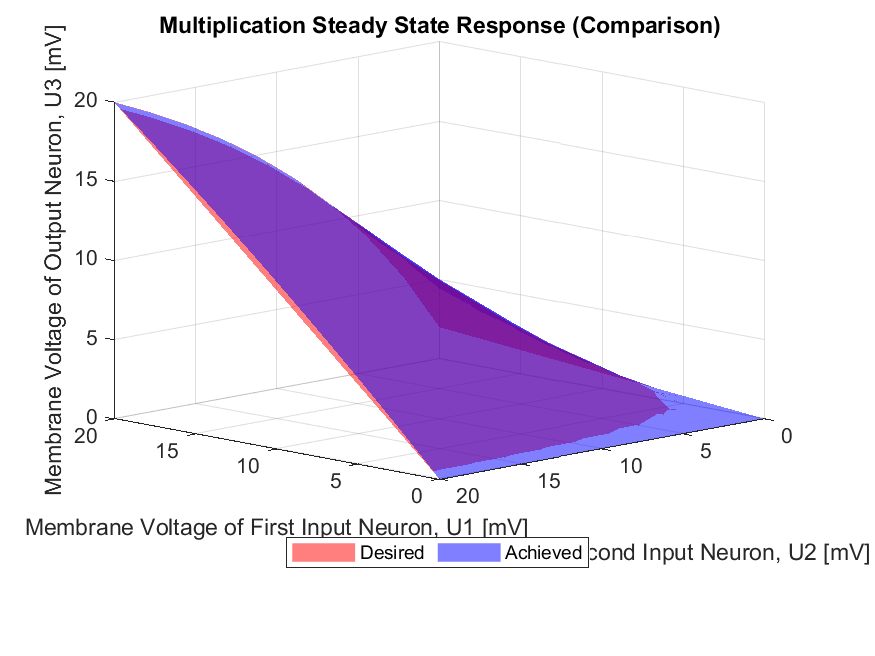 Multiplication Steady State Response (Comparison)
Membrane Voltage of Output Neuron, U3 [mV]
20
15
10
5
0
20
15
10
5
0
20
15
10
5
0
Membrane Voltage of First Input Neuron, U1 [mV]
cond Input Neuron, U2 [mV]
Desired
Achieved